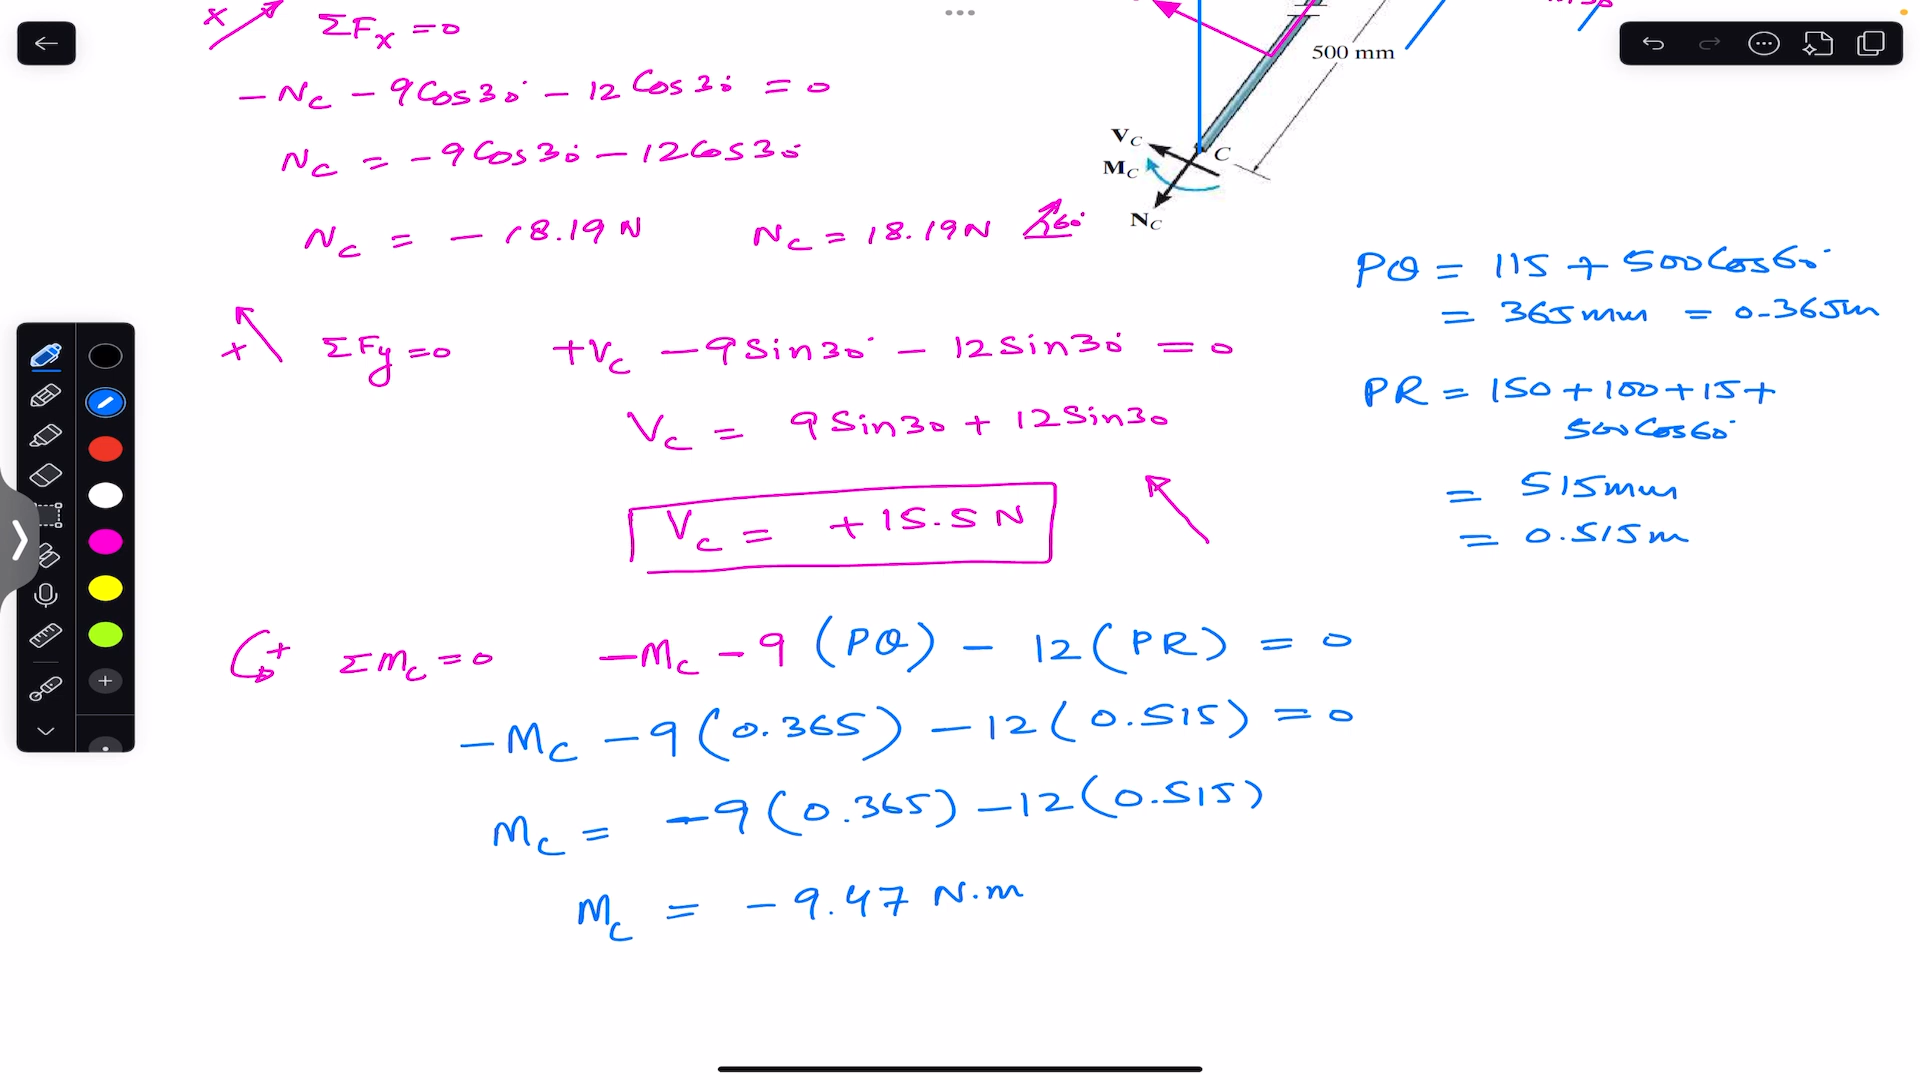 x ΣFx = 0
-Nc - 9Cos30° - 12Cos30° = 0
Nc = -9Cos30° - 12Cos30°
Nc = -18.19N Nc = 18.19N 60°
+ ΣFy = 0 +Vc - 9Sin30° - 12Sin30° = 0
Vc = 9Sin30 + 12Sin30
Vc = +15.5N
+ ΣMc = 0 -Mc - 9(PQ) - 12(PR) = 0
-Mc - 9(0.365) - 12(0.515) = 0
Mc = -9(0.365) - 12(0.515)
Mc = -9.47 N.m
500 mm
VC
C
MC
NC
PQ = 115 + 500Cos60°
= 365mm = 0.365m
PR = 150 + 100 + 15 +
500Cos60°
= 515mm
= 0.515m